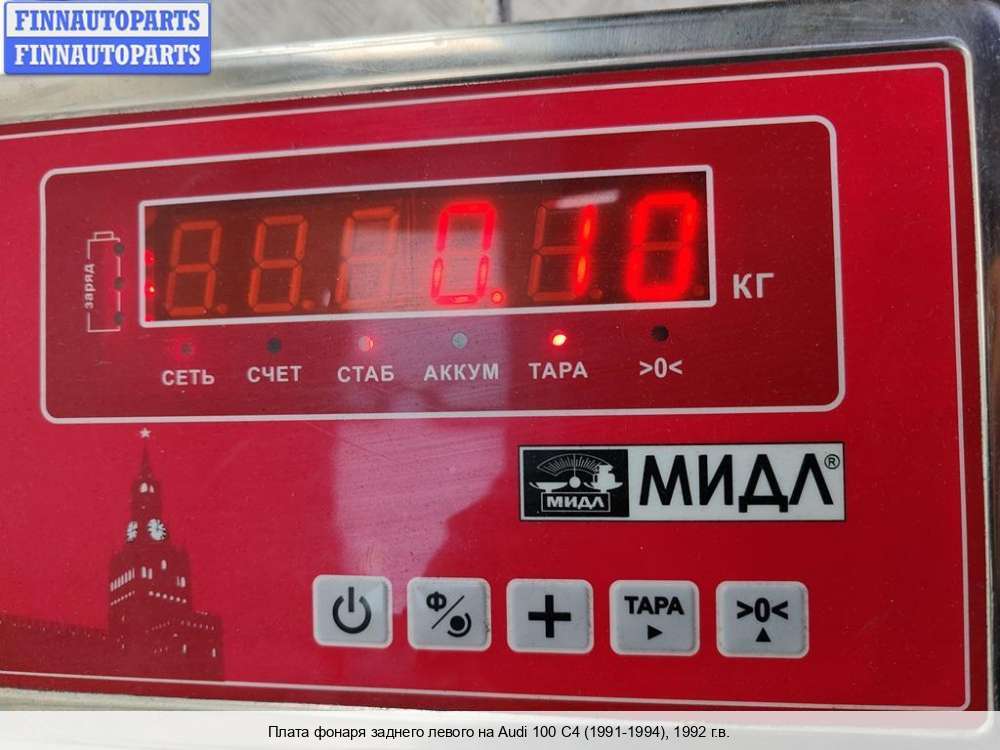 FINNAUTOPARTS
FINNAUTOPARTS
0.10
КГ
заряд
СЕТЬ СЧЕТ СТАБ АККУМ ТАРА >0<
МИДЛ МИДЛ®
Ф
ТАРА >0<
Плата фонаря заднего левого на Audi 100 C4 (1991-1994), 1992 г.в.